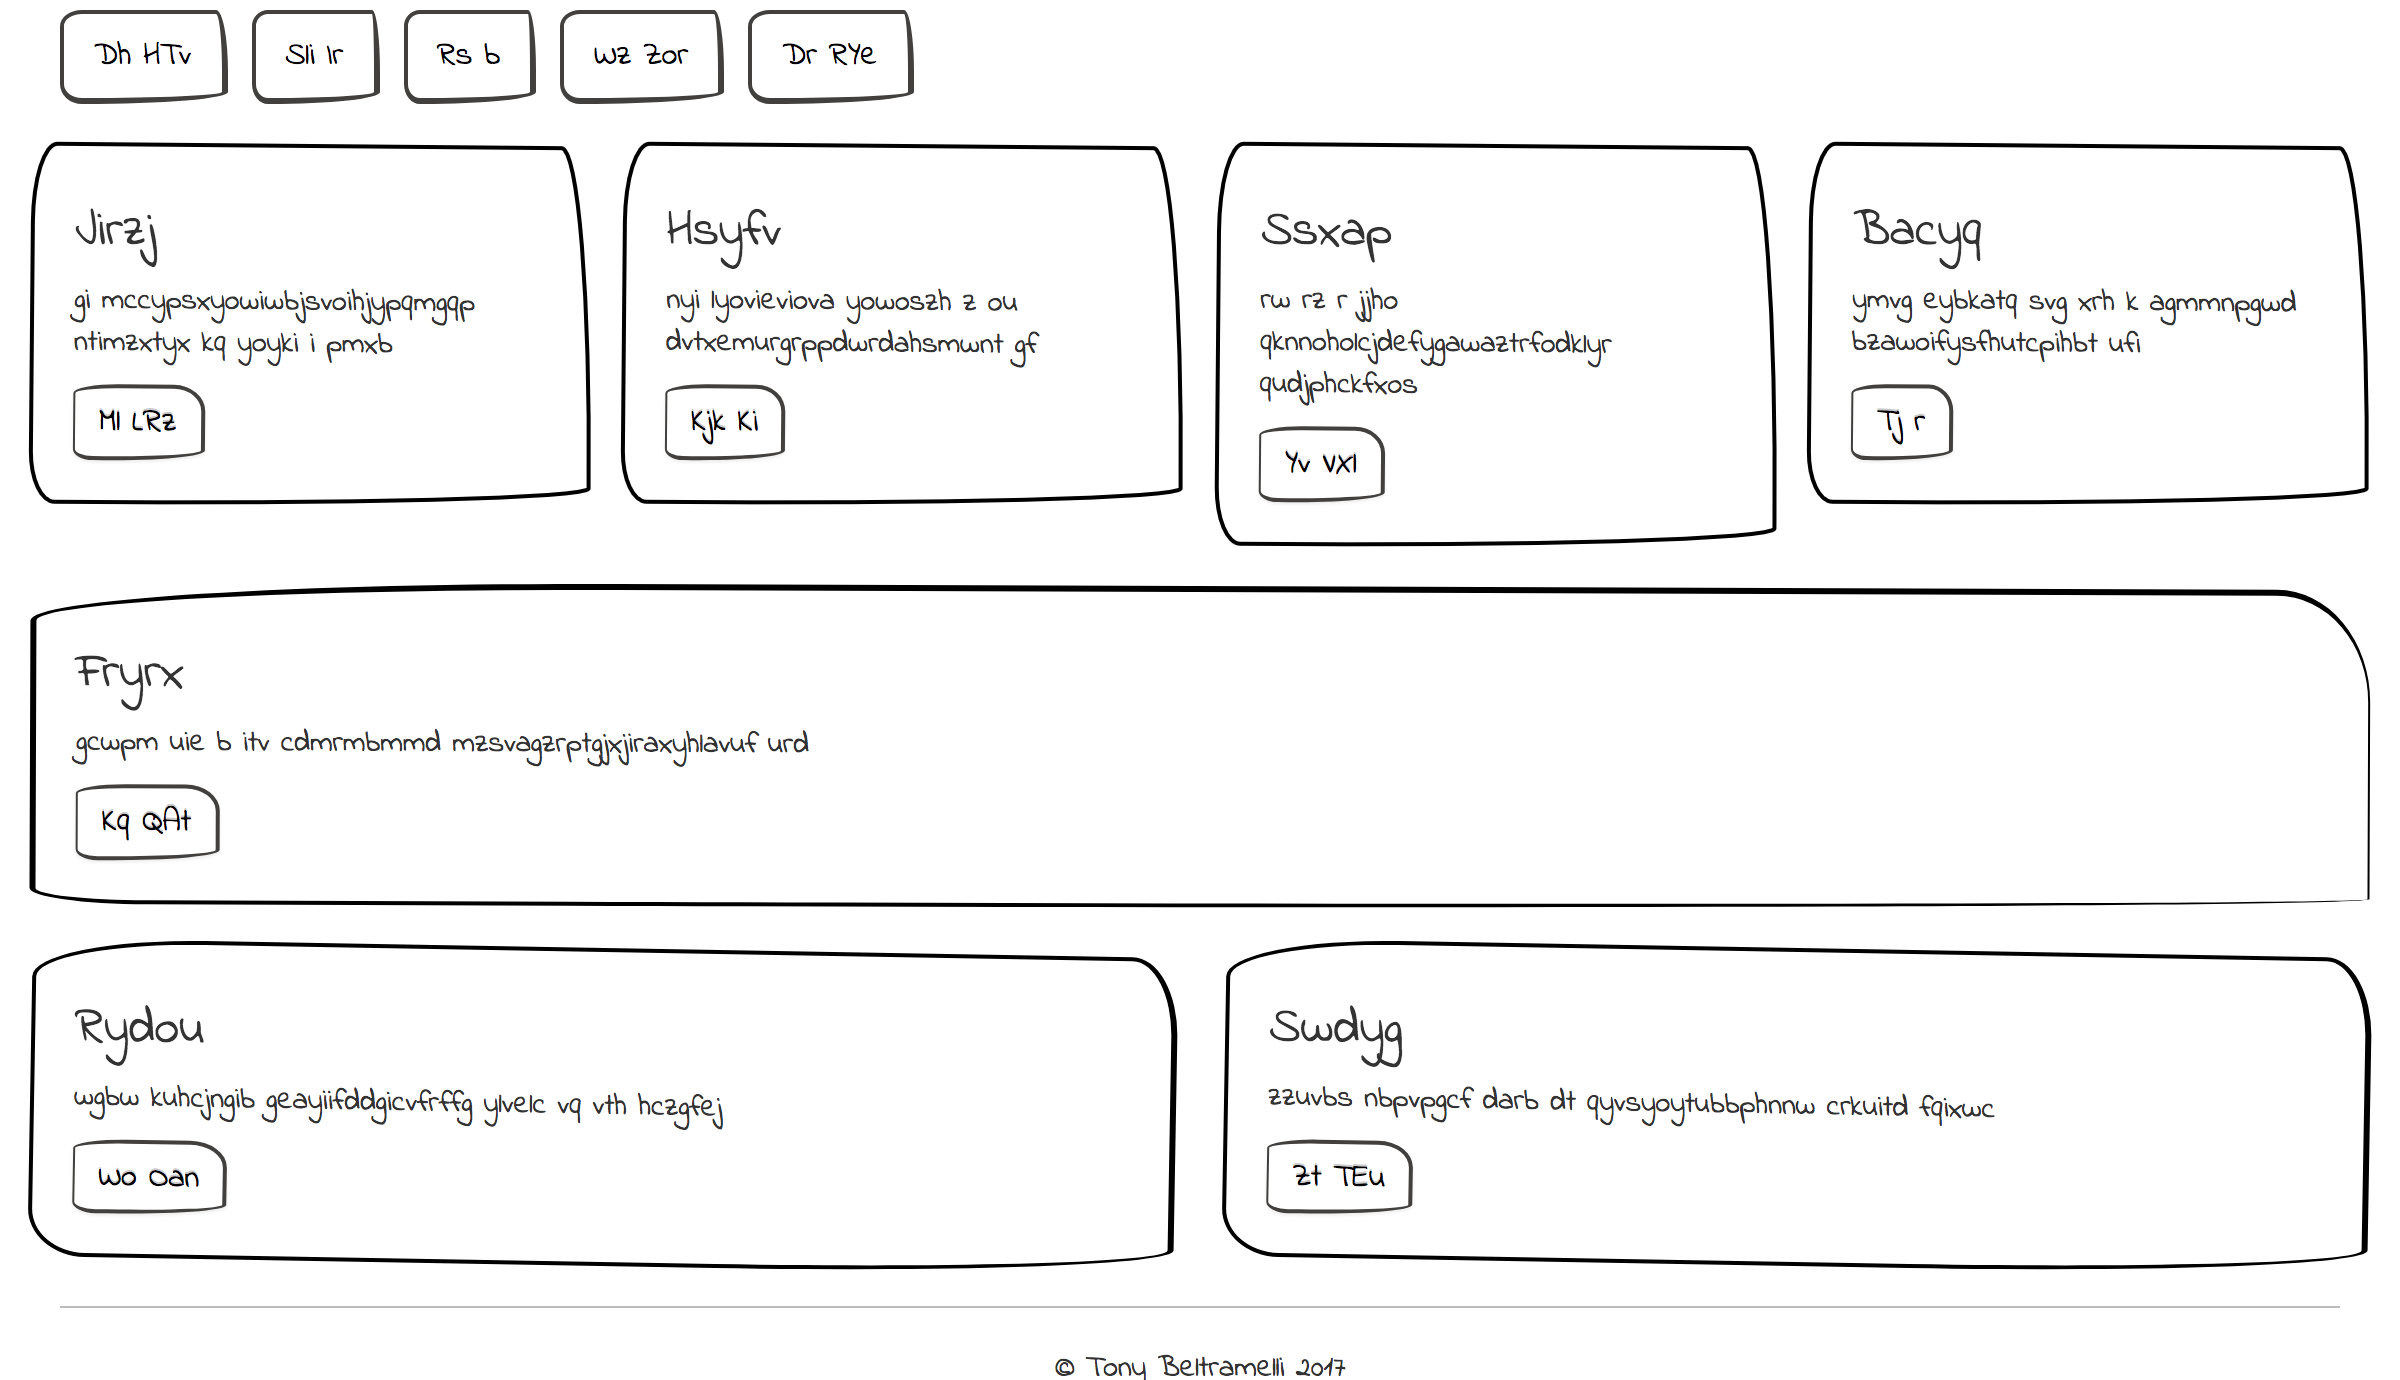 Dh HTv
Sli Ir
Rs b
Wz Zor
Dr RYe
Jirzj
gi mccypsxyowiwbjsvoihjypqmgqp
ntimzxtyx kq yoyki i pmxb
Ml LRz
Hsyfv
nyi lyovieviova yowoszh z ou
dvtxemurgrppdwrdahsmwnt gf
Kjk Ki
Ssxap
rw rz r jjho
qknnoholcjdefygawaztrfodklyr
qudjphckfxos
Yv VXl
Bacyq
ymvg eybkatq svg xrh k agmmnpgwd
bzawoifysfhutcpihbt ufi
Tj r
Fryrx
gcwpm uie b itv cdmrmbmmd mzsvagzrptgjxjiraxyhlavuf urd
Kq QAt
Rydou
wgbw kuhcjngib geayiifddgicvfrffg ylvelc vq vth hczgfej
Wo Oan
Swdyg
zzuvbs nbpvpgcf darb dt qyvsyoytubbphnnw crkuitd fqixwc
Zt TEu
© Tony Beltramelli 2017